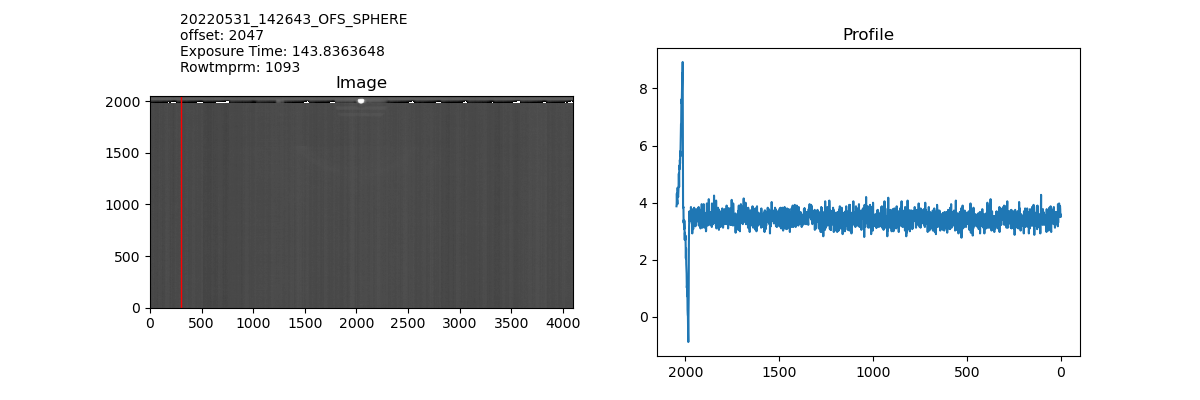 20220531_142643_OFS_SPHERE
offset: 2047
Exposure Time: 143.8363648
Rowtmprm: 1093
Image
2000
1500
1000
500
0
0 500 1000 1500 2000 2500 3000 3500 4000
Profile
8
6
4
2
0
2000 1500 1000 500 0